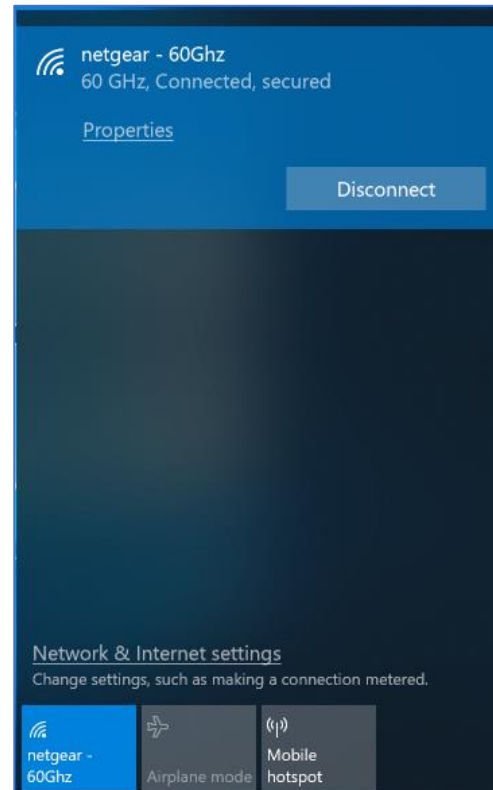 netgear - 60Ghz
60 GHz, Connected, secured
Properties
Disconnect
Network & Internet settings
Change settings, such as making a connection metered.
netgear -
60Ghz
Airplane mode
Mobile
hotspot